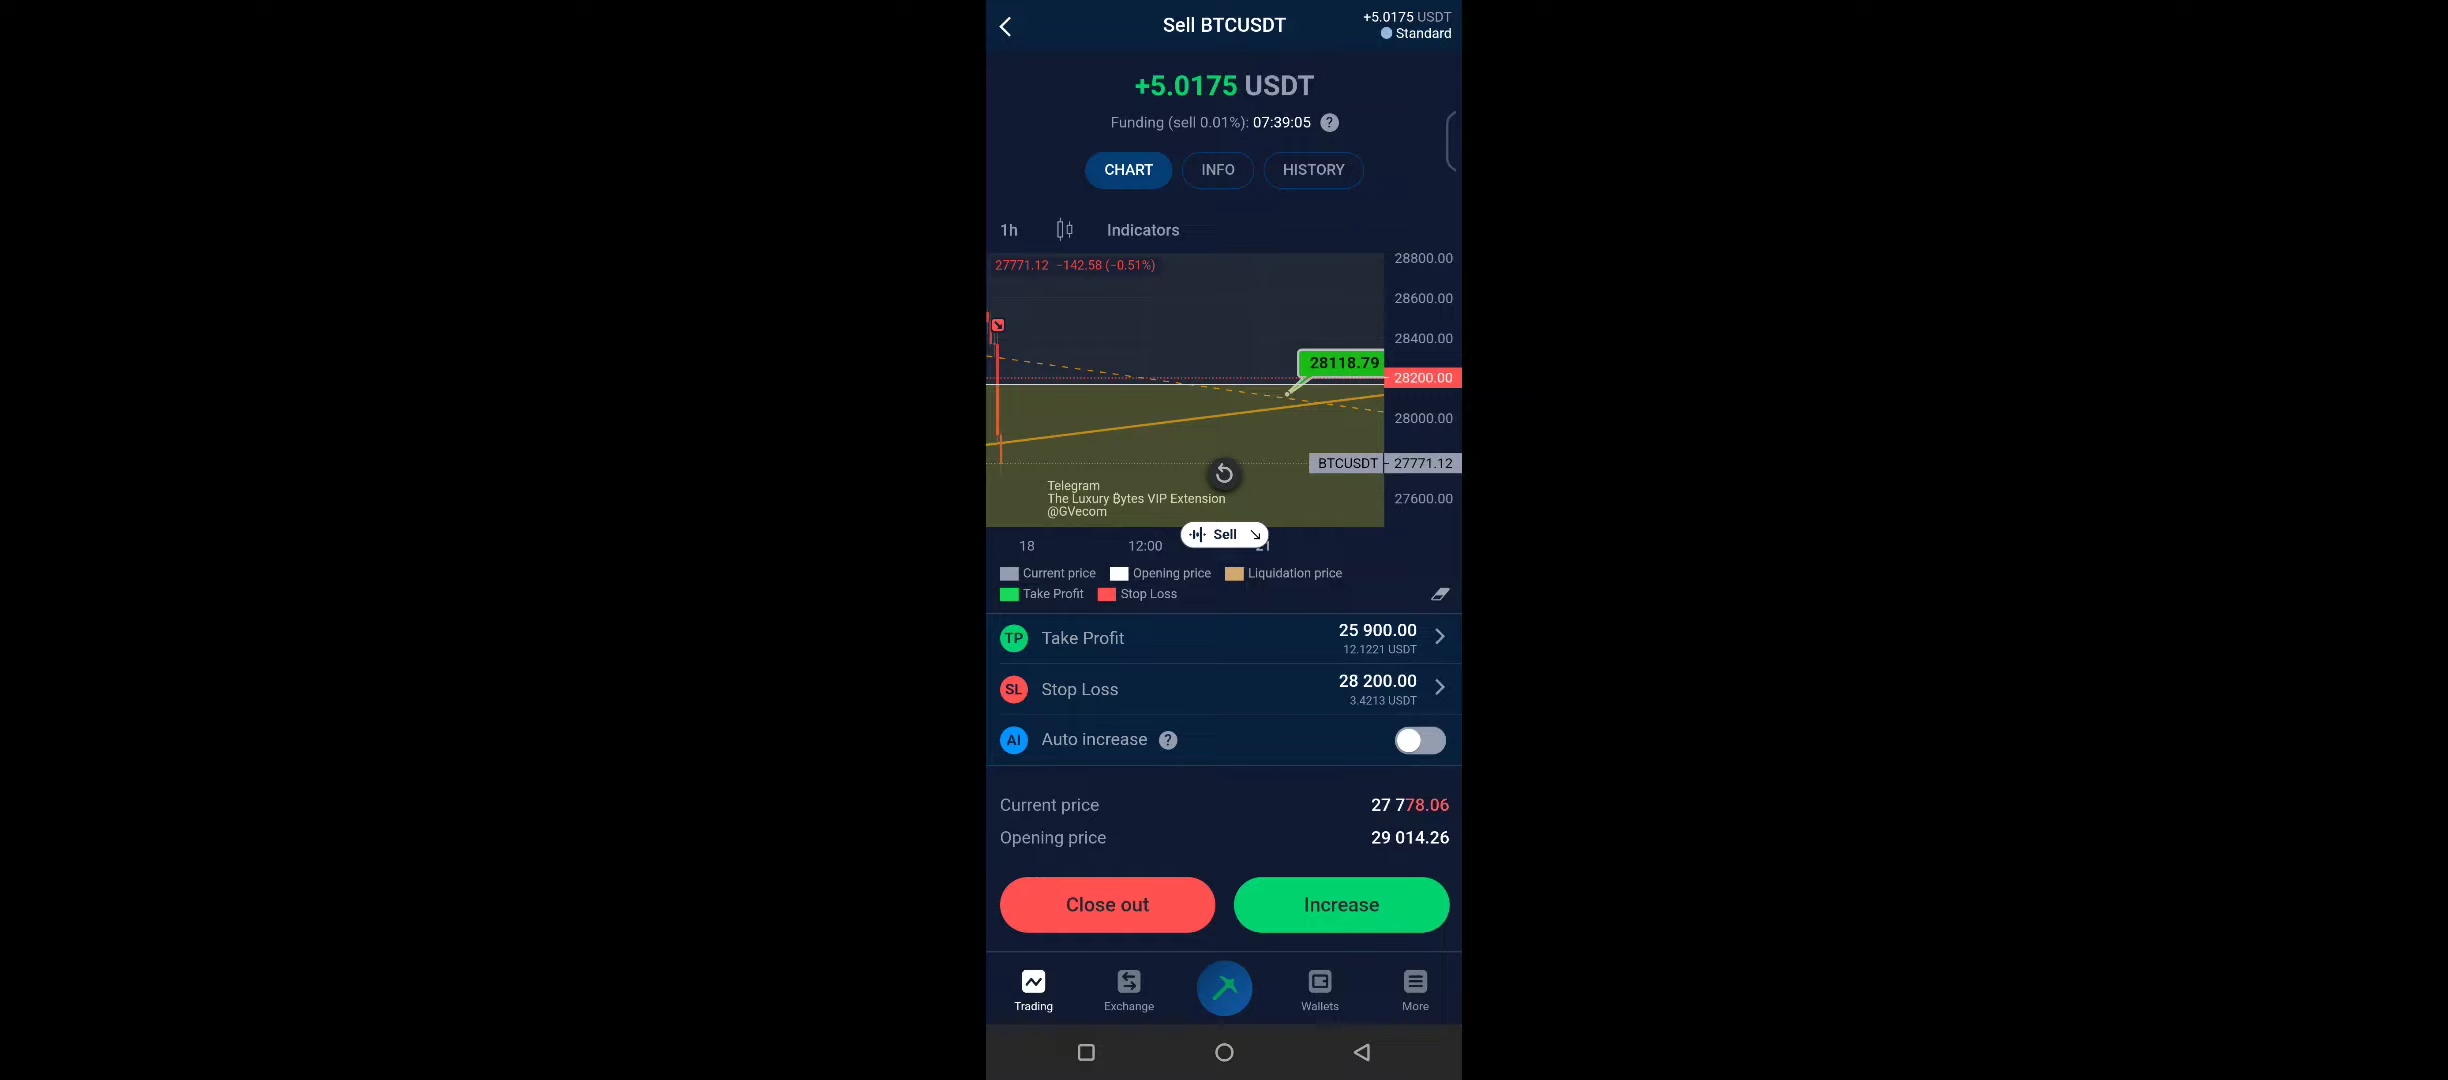 Sell BTCUSDT
+5.0175 USDT
Standard
+5.0175 USDT
Funding (sell 0.01%): 07:39:05 ?
CHART INFO HISTORY
1h Indicators
27771.12 −142.58 (−0.51%)
28800.00
28600.00
28400.00
28118.79
28200.00
28000.00
BTCUSDT 27771.12
27600.00
Telegram
The Luxury ₿ytes VIP Extension
@GVecom
Sell
18 12:00 21
Current price Opening price Liquidation price
Take Profit Stop Loss
TP Take Profit 25 900.00
12.1221 USDT
SL Stop Loss 28 200.00
3.4213 USDT
AI Auto increase ?
Current price 27 778.06
Opening price 29 014.26
Close out Increase
Trading Exchange Wallets More